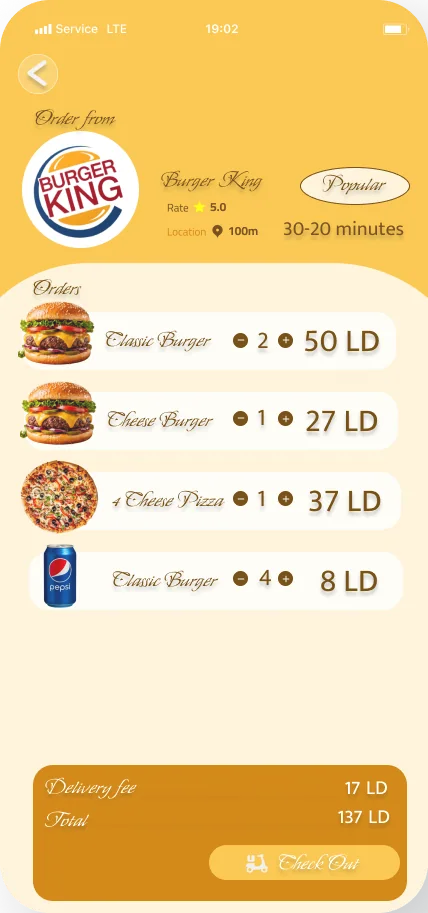 Service LTE 19:02
Order from
BURGER
KING
Burger King
Popular
Rate 5.0
Location 100m
30-20 minutes
Orders
Classic Burger 2 50 LD
Cheese Burger 1 27 LD
4 Cheese Pizza 1 37 LD
pepsi
Classic Burger 4 8 LD
Delivery fee 17 LD
Total 137 LD
Check Out